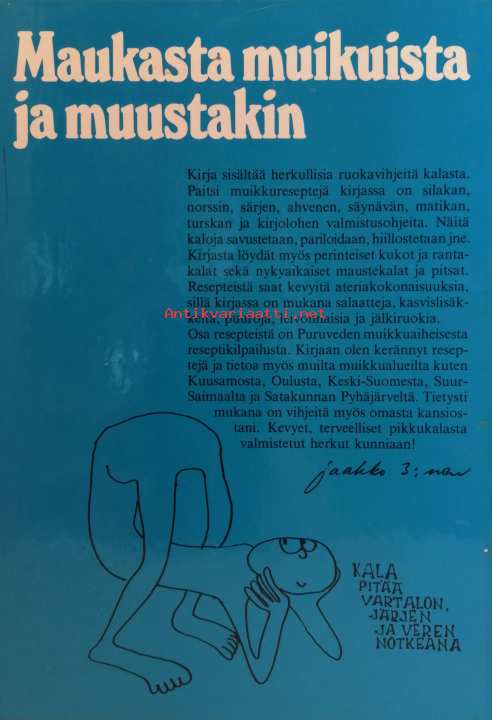 Maukasta muikuista
ja muustakin
Kirja sisältää herkullisia ruokavihjeitä kalasta.
Paitsi muikkureseptejä kirjassa on silakan,
norssin, särjen, ahvenen, säynävän, matikan,
turskan ja kirjolohen valmistusohjeita. Näitä
kaloja savustetaan, pariloidaan, hiillostetaan jne.
Kirjasta löydät myös perinteiset kukot ja ranta-
kalat sekä nykyaikaiset maustekalat ja pitsat.
Resepteistä saat kevyitä ateriakokonaisuuksia,
sillä kirjassa on mukana salaatteja, kasvislisäk-
keitä, puuroja, leivonnaisia ja jälkiruokia.
Antikvariaatti.net
Osa resepteistä on Puruveden muikkuaiheisesta
reseptikilpailusta. Kirjaan olen kerännyt resep-
tejä ja tietoa myös muilta muikkualueilta kuten
Kuusamosta, Oulusta, Keski-Suomesta, Suur-
Saimaalta ja Satakunnan Pyhäjärveltä. Tietysti
mukana on vihjeitä myös omasta kansios-
tani. Kevyet, terveelliset pikkukalasta
valmistetut herkut kunniaan!
jaakko 3:nen
KALA
PITÄÄ
VARTALON,
JÄRJEN
JA VEREN
NOTKEANA